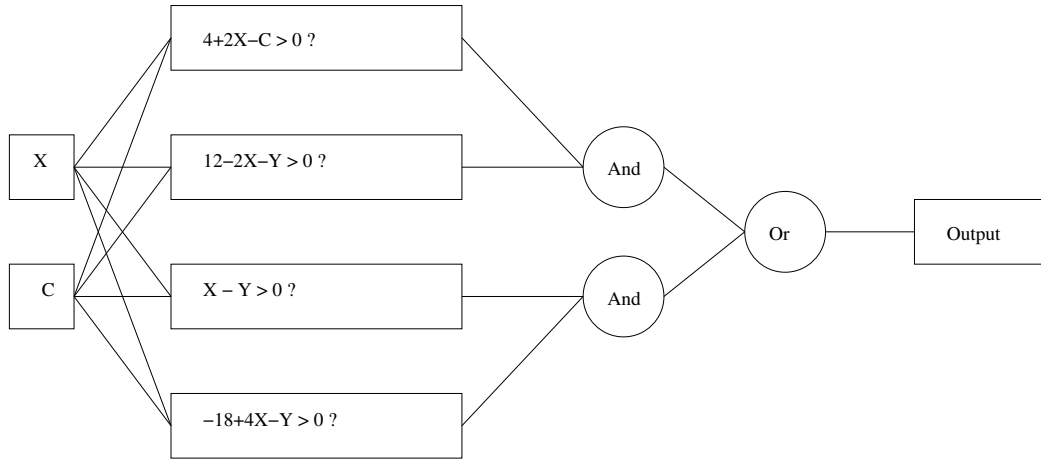 4+2X−C > 0 ?
X
12−2X−Y > 0 ?
And
Or
Output
C
X − Y > 0 ?
And
−18+4X−Y > 0 ?